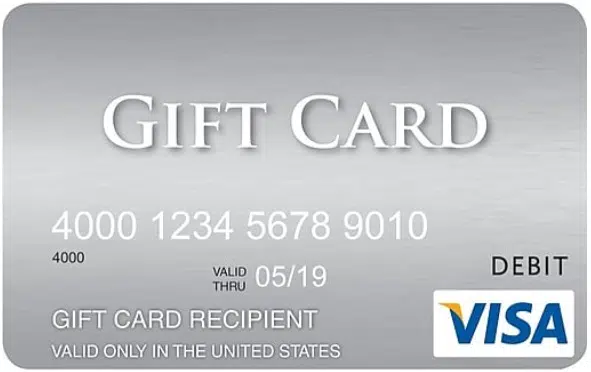 GIFT CARD
4000 1234 5678 9010
4000
VALID THRU 05/19
DEBIT
GIFT CARD RECIPIENT
VISA
VALID ONLY IN THE UNITED STATES